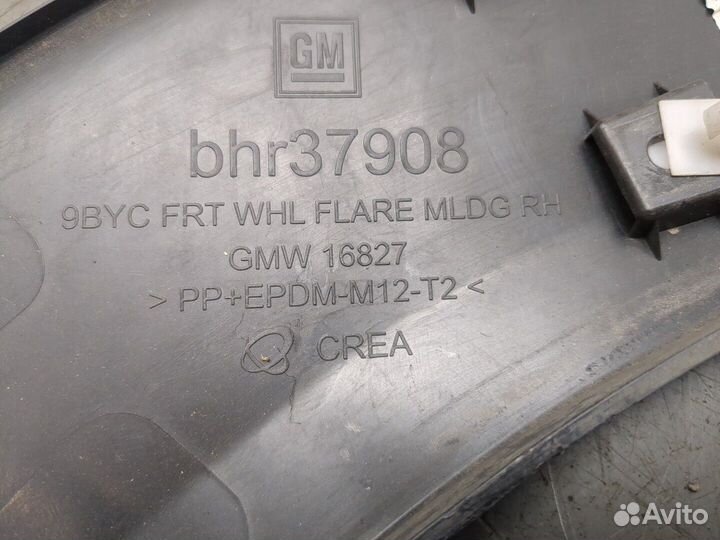 GM
bhr37908
9BYC FRT WHL FLARE MLDG RH
GMW 16827
> PP+EPDM-M12-T2 <
CREA
Avito